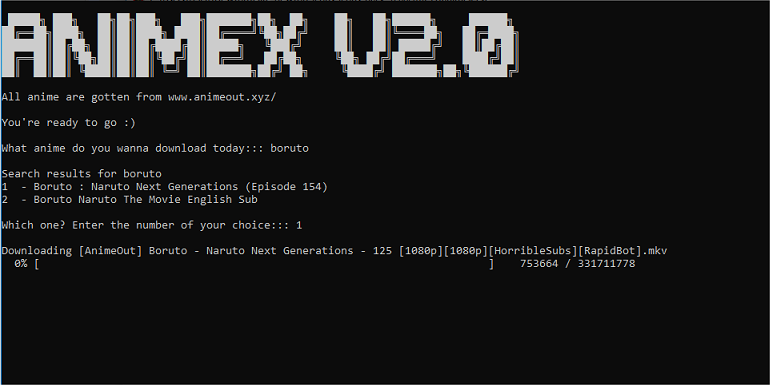 ANIMEX V2.0
All anime are gotten from www.animeout.xyz/
You're ready to go :)
What anime do you wanna download today::: boruto
Search results for boruto
1  - Boruto : Naruto Next Generations (Episode 154)
2  - Boruto Naruto The Movie English Sub
Which one? Enter the number of your choice::: 1
Downloading [AnimeOut] Boruto - Naruto Next Generations - 125 [1080p][1080p][HorribleSubs][RapidBot].mkv
0% [ ] 753664 / 331711778